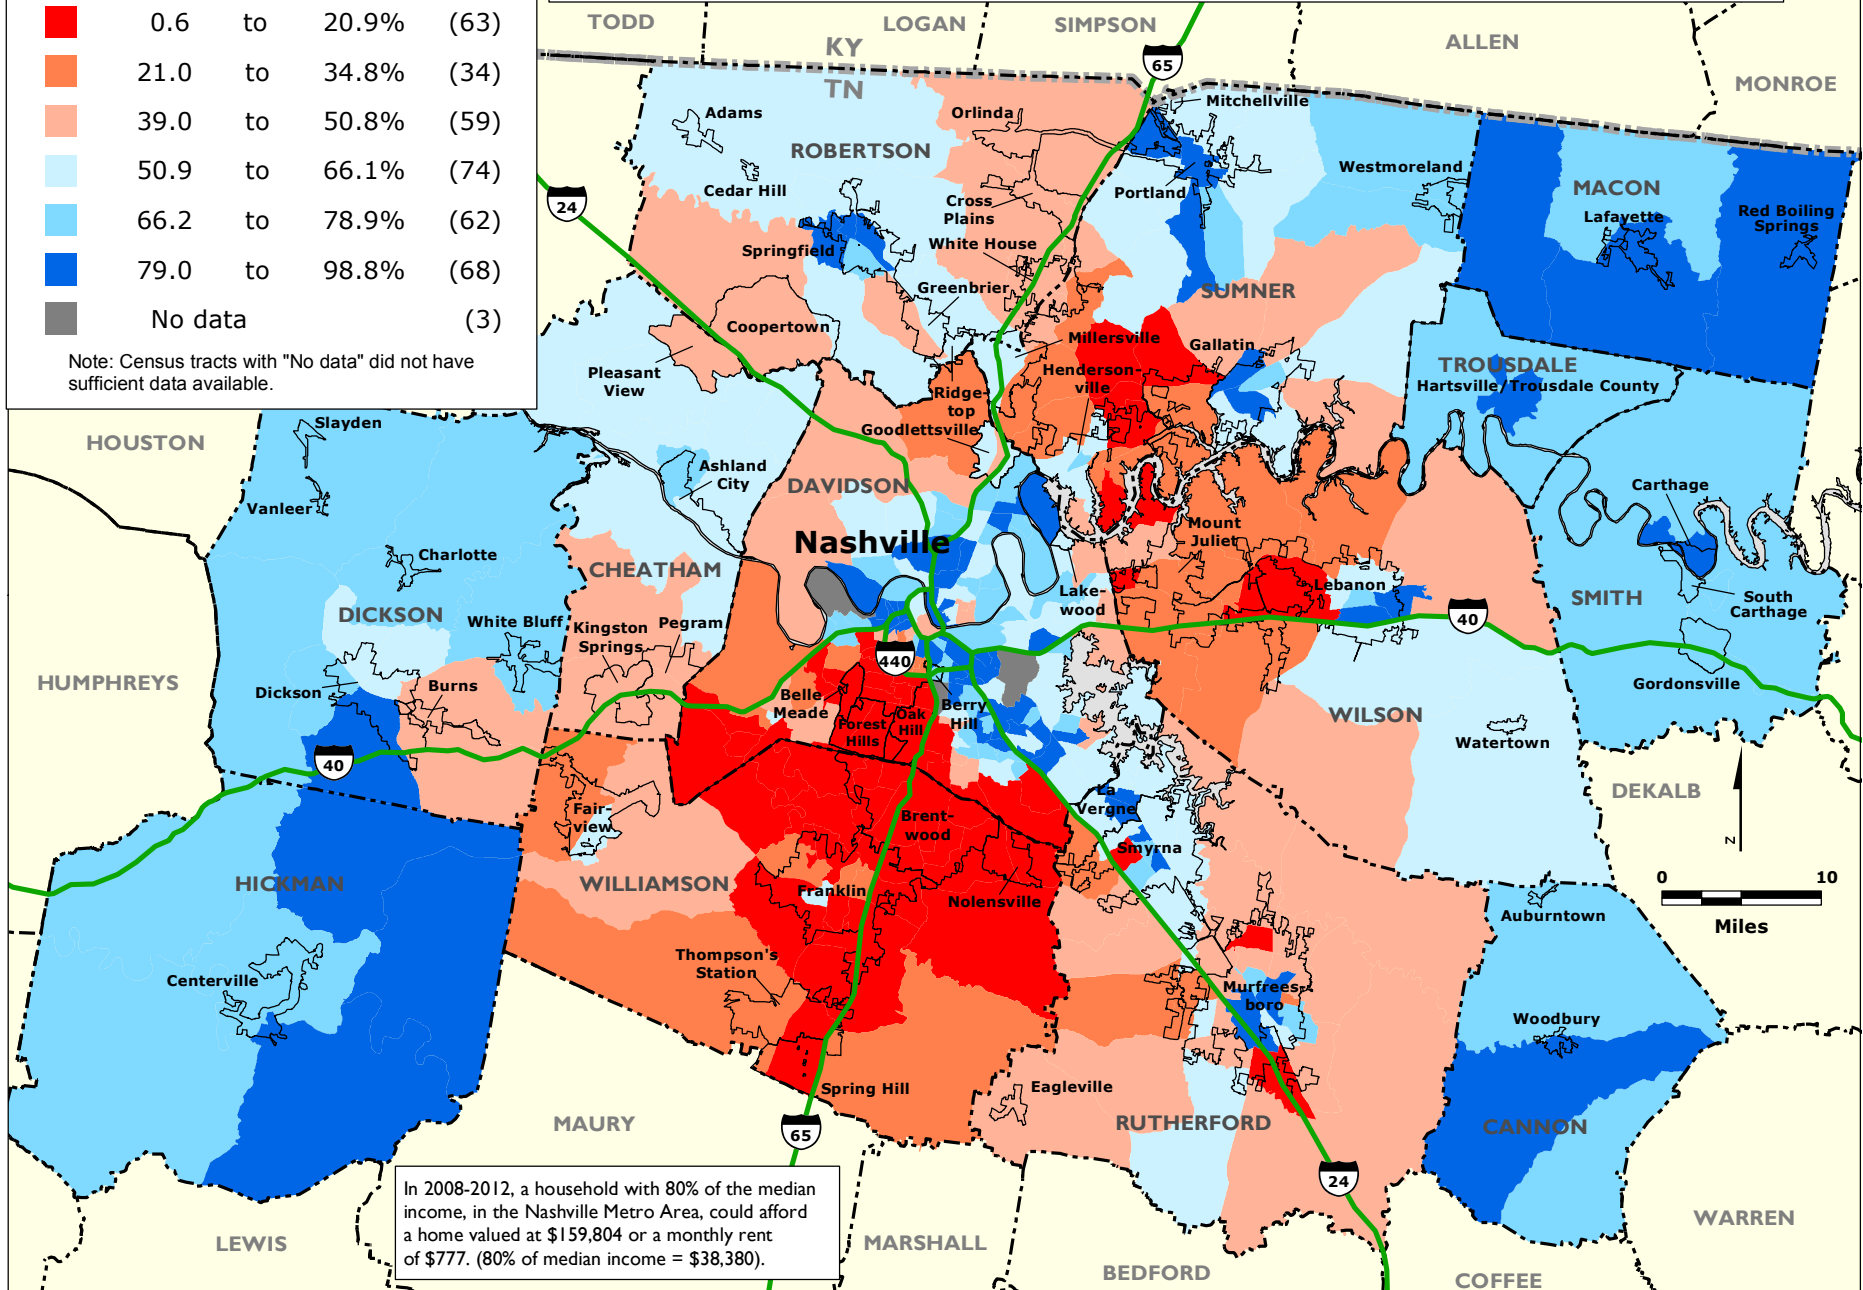 0.6 to 20.9% (63)
21.0 to 34.8% (34)
39.0 to 50.8% (59)
50.9 to 66.1% (74)
66.2 to 78.9% (62)
79.0 to 98.8% (68)
No data (3)
Note: Census tracts with "No data" did not have
sufficient data available.
TODD
LOGAN
SIMPSON
ALLEN
MONROE
KY
TN
65
24
Adams
Orlinda
Mitchellville
ROBERTSON
Cedar Hill
Cross
Plains
Portland
Westmoreland
MACON
Lafayette
Red Boiling
Springs
Springfield
White House
Greenbrier
SUMNER
Coopertown
Millersville
Gallatin
TROUSDALE
Hartsville/Trousdale County
Pleasant
View
Henderson-
ville
Ridge-
top
Goodlettsville
HOUSTON
Slayden
Ashland
City
DAVIDSON
Vanleer
Carthage
Charlotte
Nashville
Mount
Juliet
CHEATHAM
Lebanon
Lake-
wood
SMITH
South
Carthage
DICKSON
White Bluff
Kingston
Springs
Pegram
40
440
HUMPHREYS
Dickson
Burns
Belle
Meade
Forest
Hills
Oak
Hill
Berry
Hill
Gordonsville
WILSON
Watertown
40
DEKALB
La
Vergne
Fair-
view
Brent-
wood
Smyrna
N
HICKMAN
WILLIAMSON
Franklin
Nolensville
Auburntown
0 10
Miles
Thompson's
Station
Centerville
Murfrees-
boro
Woodbury
Spring Hill
Eagleville
MAURY
65
RUTHERFORD
CANNON
24
In 2008-2012, a household with 80% of the median
income, in the Nashville Metro Area, could afford
a home valued at $159,804 or a monthly rent
of $777. (80% of median income = $38,380).
LEWIS
MARSHALL
BEDFORD
COFFEE
WARREN